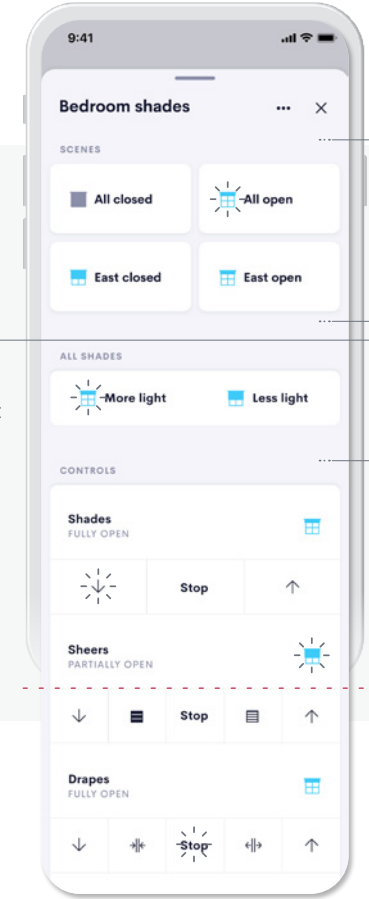 9:41
Bedroom shades
SCENES
All closed
All open
East closed
East open
ALL SHADES
More light
Less light
CONTROLS
Shades
FULLY OPEN
Stop
Sheers
PARTIALLY OPEN
Stop
Drapes
FULLY OPEN
Stop